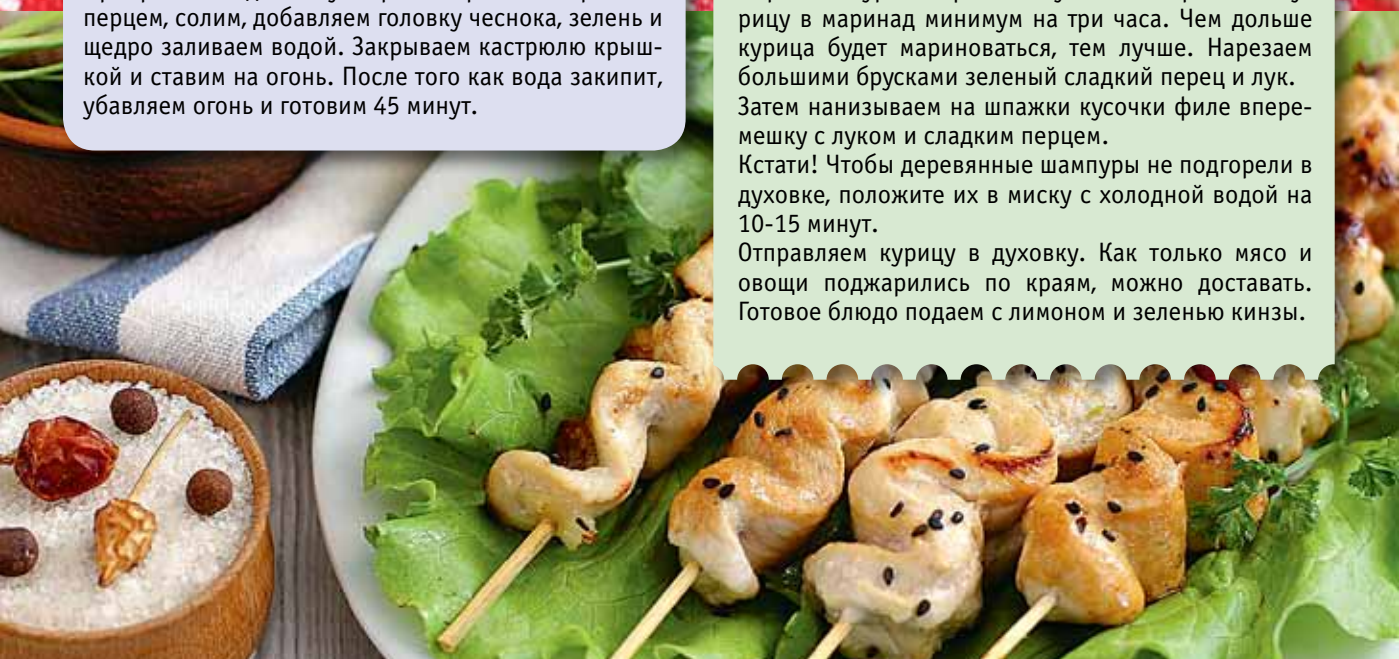 перцем, солим, добавляем головку чеснока, зелень и
щедро заливаем водой. Закрываем кастрюлю крыш-
кой и ставим на огонь. После того как вода закипит,
убавляем огонь и готовим 45 минут.
рицу в маринад минимум на три часа. Чем дольше
курица будет мариноваться, тем лучше. Нарезаем
большими брусками зеленый сладкий перец и лук.
Затем нанизываем на шпажки кусочки филе впере-
мешку с луком и сладким перцем.
Кстати! Чтобы деревянные шампуры не подгорели в
духовке, положите их в миску с холодной водой на
10-15 минут.
Отправляем курицу в духовку. Как только мясо и
овощи поджарились по краям, можно доставать.
Готовое блюдо подаем с лимоном и зеленью кинзы.